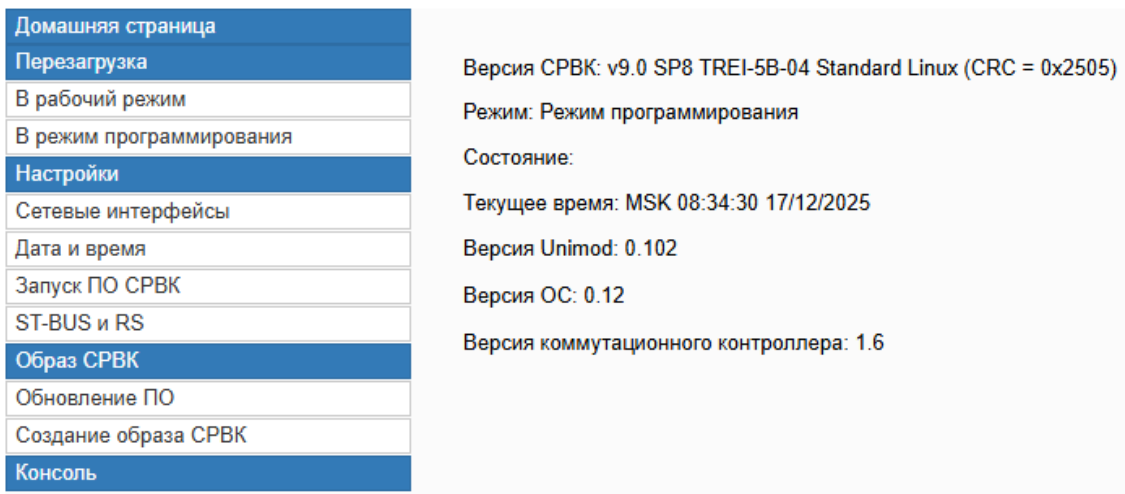 Домашняя страница
Перезагрузка
В рабочий режим
В режим программирования
Настройки
Сетевые интерфейсы
Дата и время
Запуск ПО СРВК
ST-BUS и RS
Образ СРВК
Обновление ПО
Создание образа СРВК
Консоль
Версия СРВК: v9.0 SP8 TREI-5B-04 Standard Linux (CRC = 0x2505)
Режим: Режим программирования
Состояние:
Текущее время: MSK 08:34:30 17/12/2025
Версия Unimod: 0.102
Версия ОС: 0.12
Версия коммутационного контроллера: 1.6